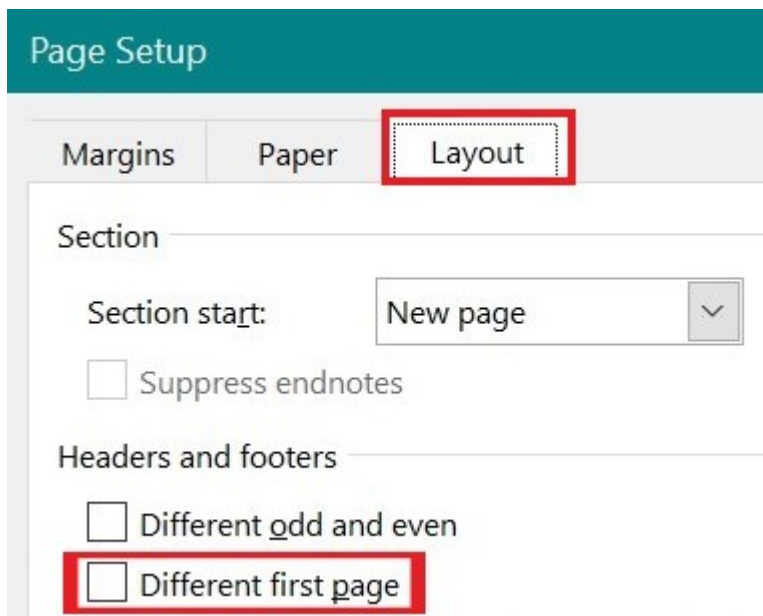 Page Setup
Margins Paper Layout
Section
Section start: New page
Suppress endnotes
Headers and footers
Different odd and even
Different first page